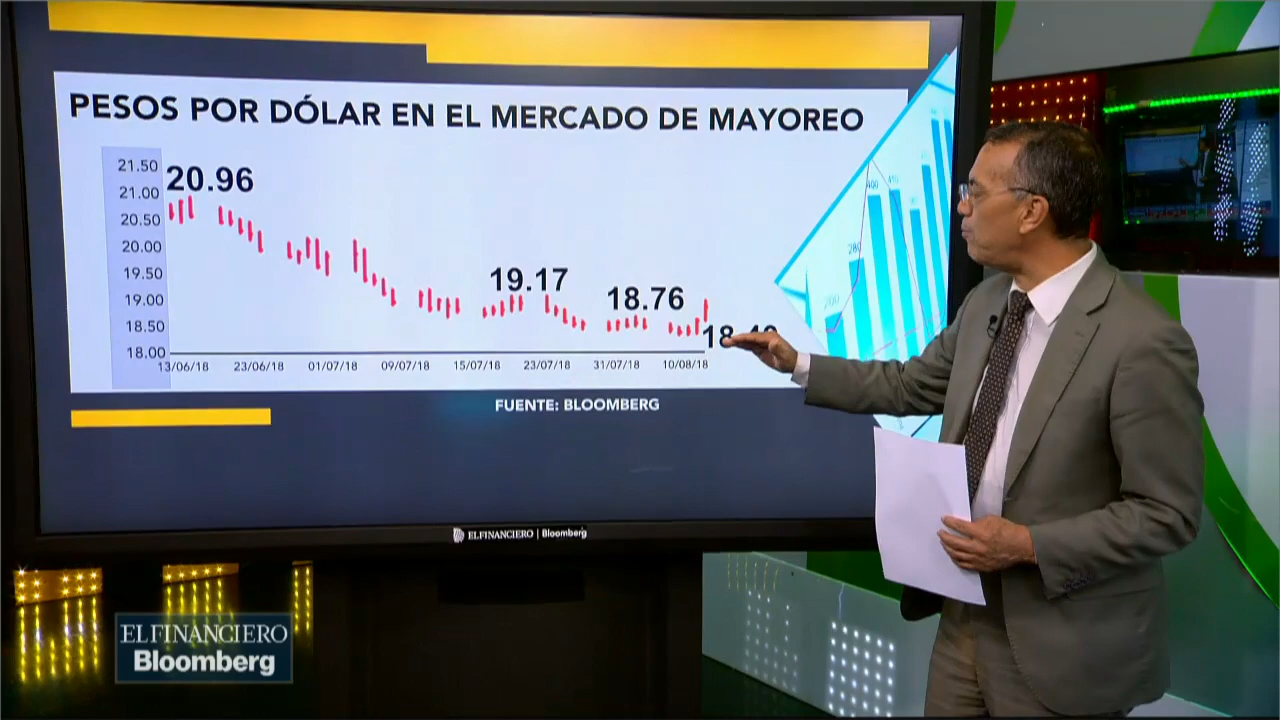 PESOS POR DÓLAR EN EL MERCADO DE MAYOREO
21.50
21.00
20.50
20.00
19.50
19.00
18.50
18.00
20.96
19.17
18.76
13/06/18 23/06/18 01/07/18 09/07/18 15/07/18 23/07/18 31/07/18 10/08/18
FUENTE: BLOOMBERG
ELFINANCIERO | Bloomberg
EL FINANCIERO
Bloomberg